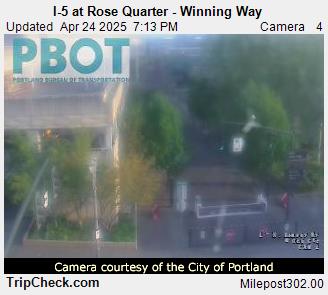 I-5 at Rose Quarter - Winning Way
Updated Apr 24 2025 7:13 PM Camera 4
PBOT
PORTLAND BUREAU OF TRANSPORTATION
Camera courtesy of the City of Portland
TripCheck.com Milepost302.00